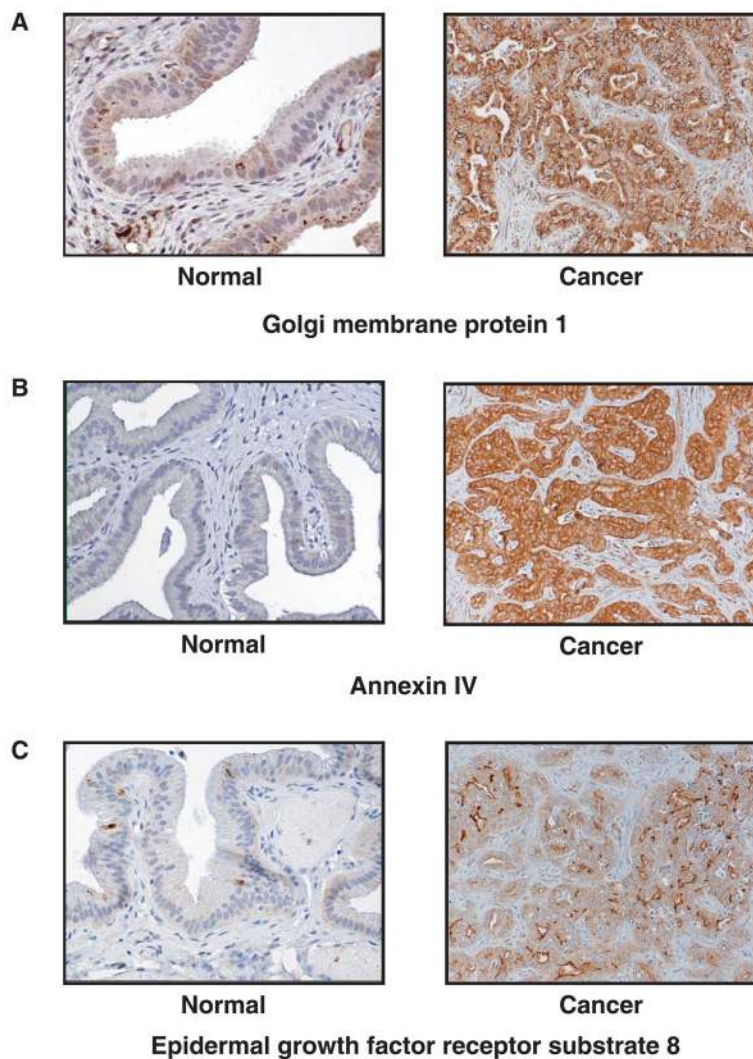 A
Normal Cancer
Golgi membrane protein 1
B
Normal Cancer
Annexin IV
C
Normal Cancer
Epidermal growth factor receptor substrate 8